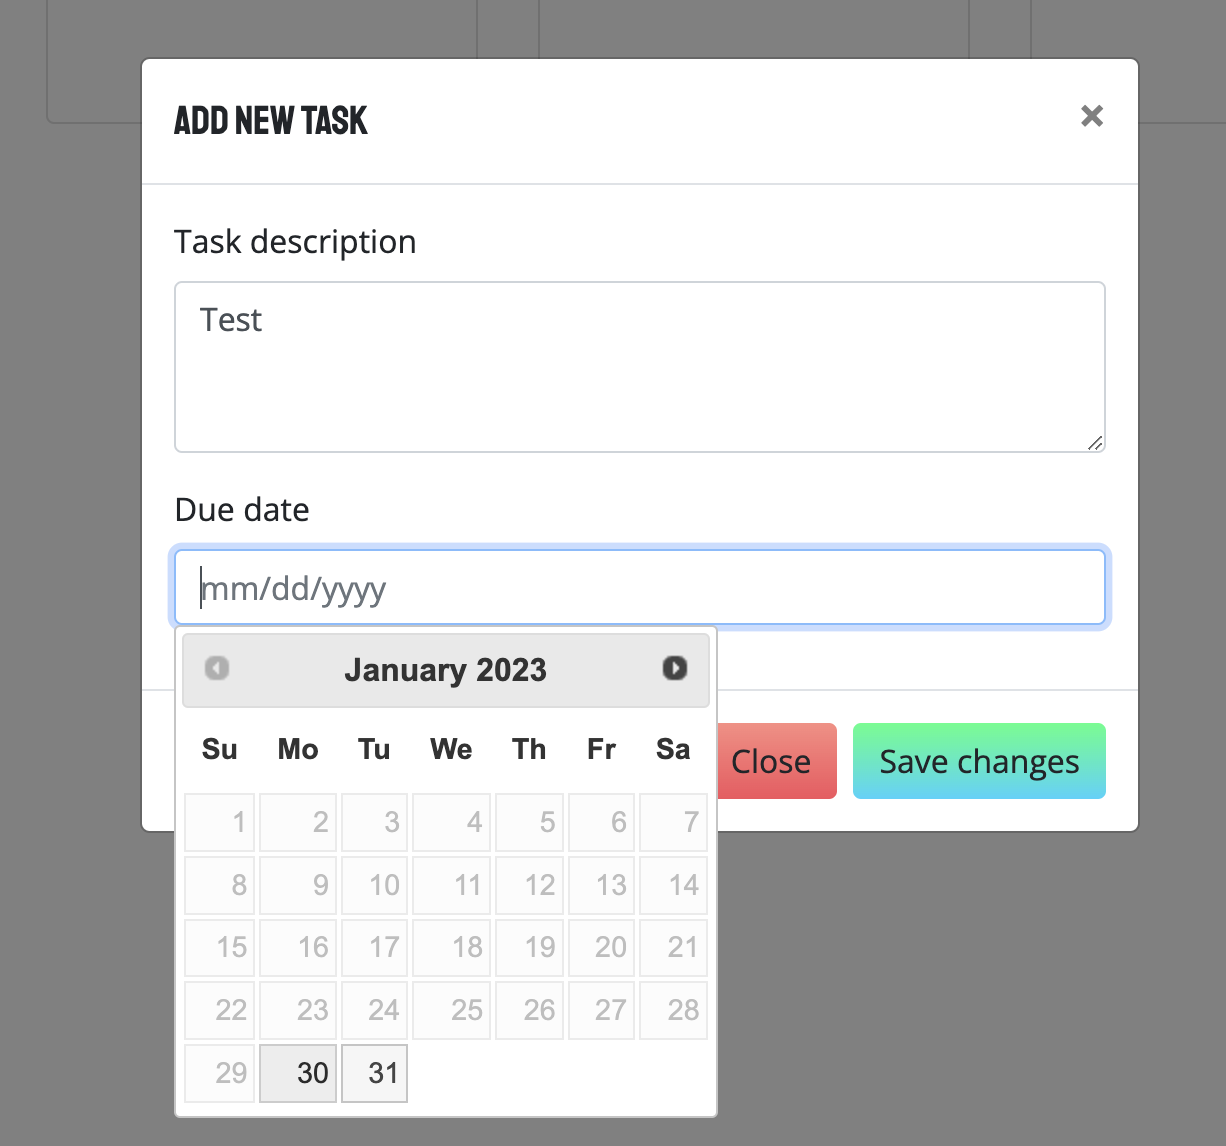 ADD NEW TASK
×
Task description
Test
Due date
mm/dd/yyyy
January 2023
Su Mo Tu We Th Fr Sa
1 2 3 4 5 6 7
8 9 10 11 12 13 14
15 16 17 18 19 20 21
22 23 24 25 26 27 28
29 30 31
Close Save changes